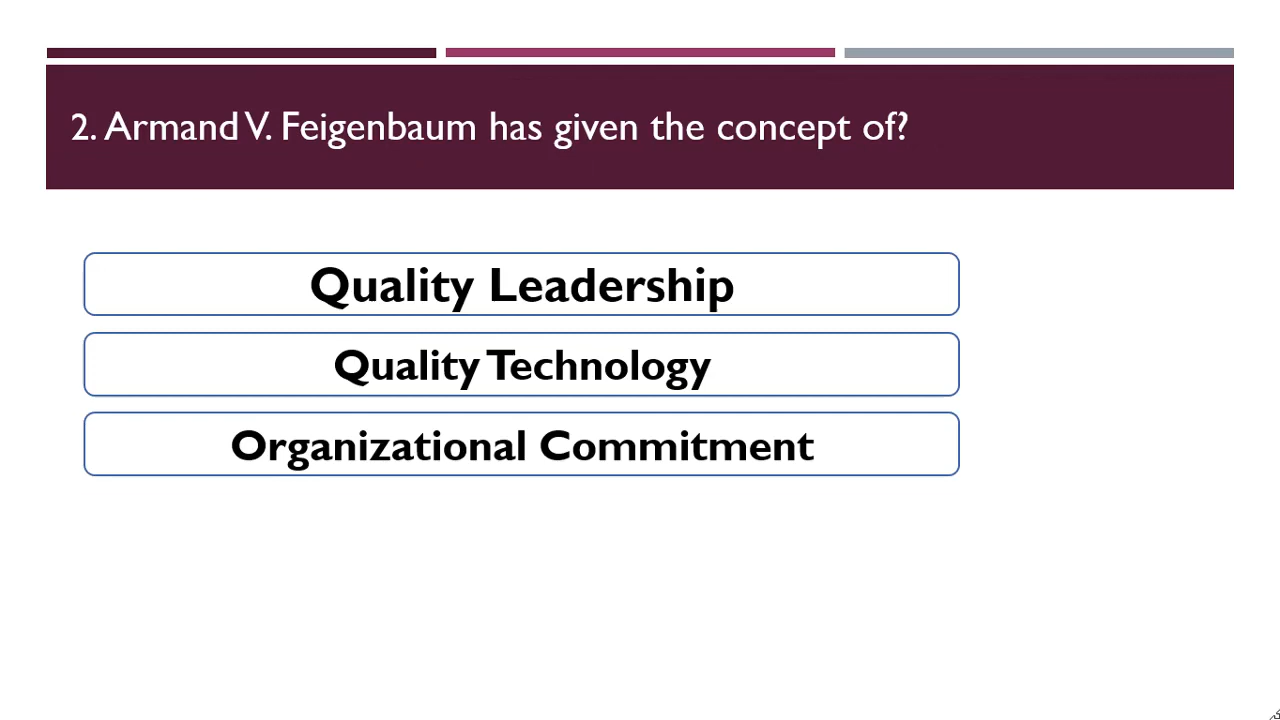 2. Armand V. Feigenbaum has given the concept of?
Quality Leadership
Quality Technology
Organizational Commitment